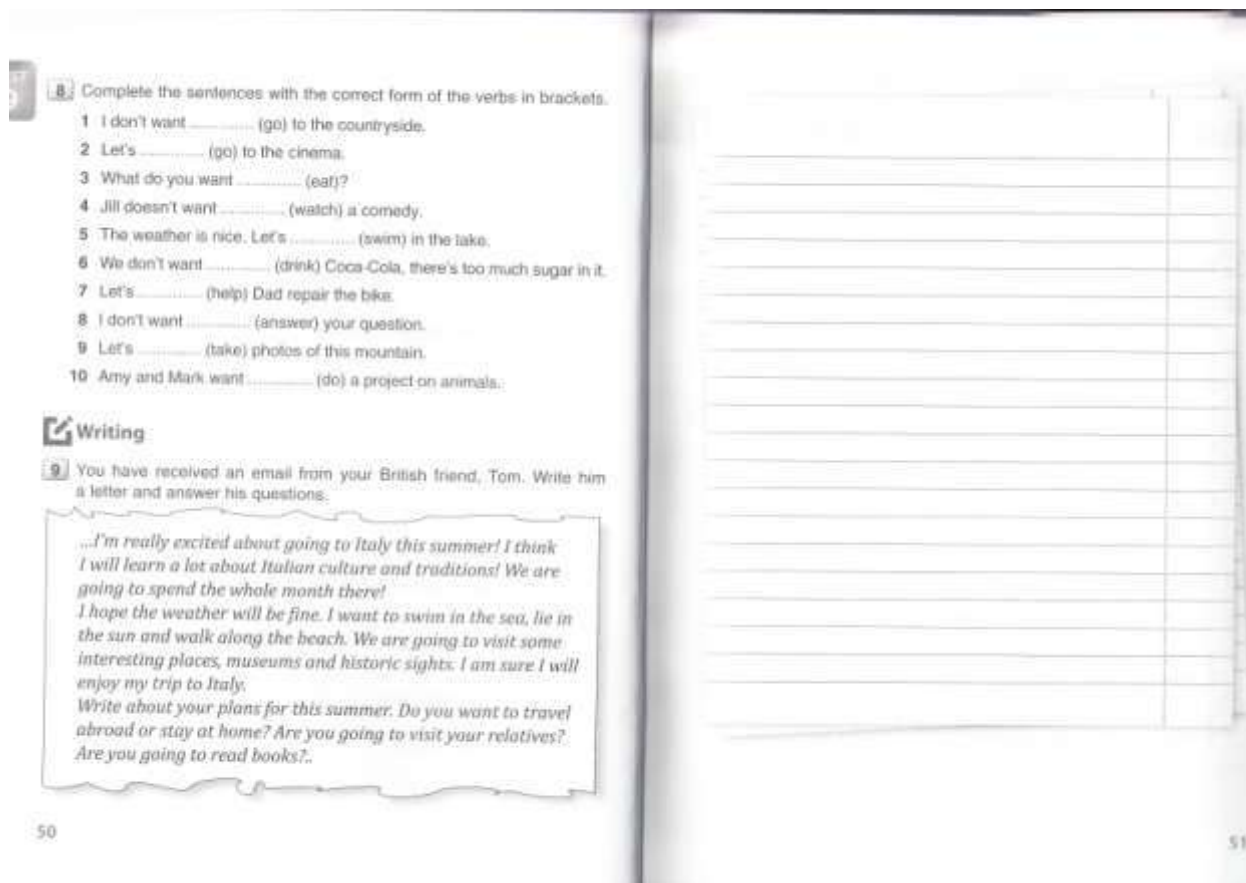 8 Complete the sentences with the correct form of the verbs in brackets.
1 I don't want ............ (go) to the countryside.
2 Let's ............ (go) to the cinema.
3 What do you want ............ (eat)?
4 Jill doesn't want ............ (watch) a comedy.
5 The weather is nice. Let's ............ (swim) in the lake.
6 We don't want ............ (drink) Coca-Cola, there's too much sugar in it.
7 Let's ............ (help) Dad repair the bike.
8 I don't want ............ (answer) your question.
9 Let's ............ (take) photos of this mountain.
10 Amy and Mark want ............ (do) a project on animals.
Writing
9 You have received an email from your British friend, Tom. Write him
a letter and answer his questions.
...I'm really excited about going to Italy this summer! I think
I will learn a lot about Italian culture and traditions! We are
going to spend the whole month there!
I hope the weather will be fine. I want to swim in the sea, lie in
the sun and walk along the beach. We are going to visit some
interesting places, museums and historic sights. I am sure I will
enjoy my trip to Italy.
Write about your plans for this summer. Do you want to travel
abroad or stay at home? Are you going to visit your relatives?
Are you going to read books?..
50
51